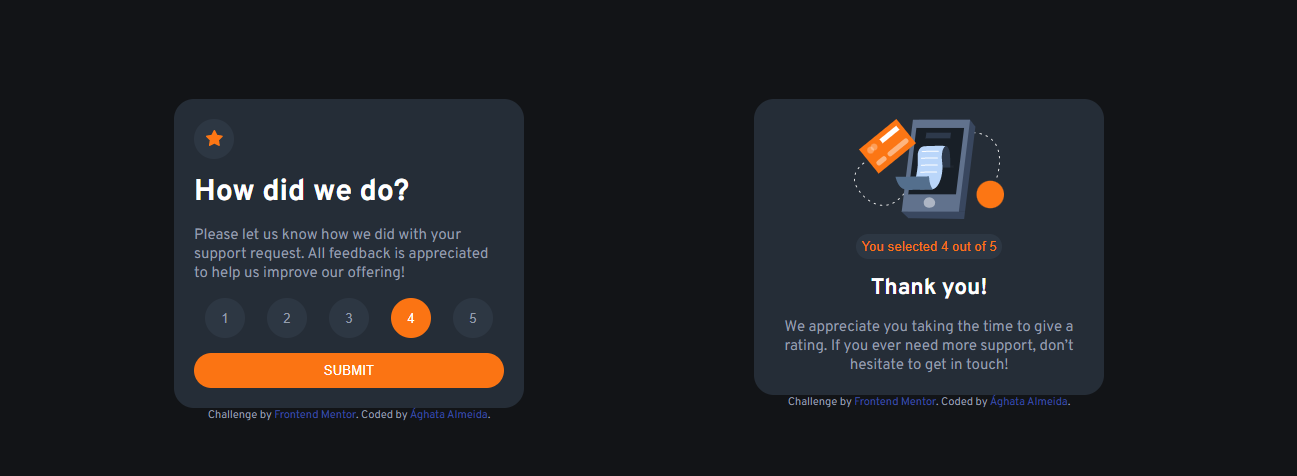 How did we do?
Please let us know how we did with your
support request. All feedback is appreciated
to help us improve our offering!
1 2 3 4 5
SUBMIT
Challenge by Frontend Mentor. Coded by Ághata Almeida.
You selected 4 out of 5
Thank you!
We appreciate you taking the time to give a
rating. If you ever need more support, don’t
hesitate to get in touch!
Challenge by Frontend Mentor. Coded by Ághata Almeida.